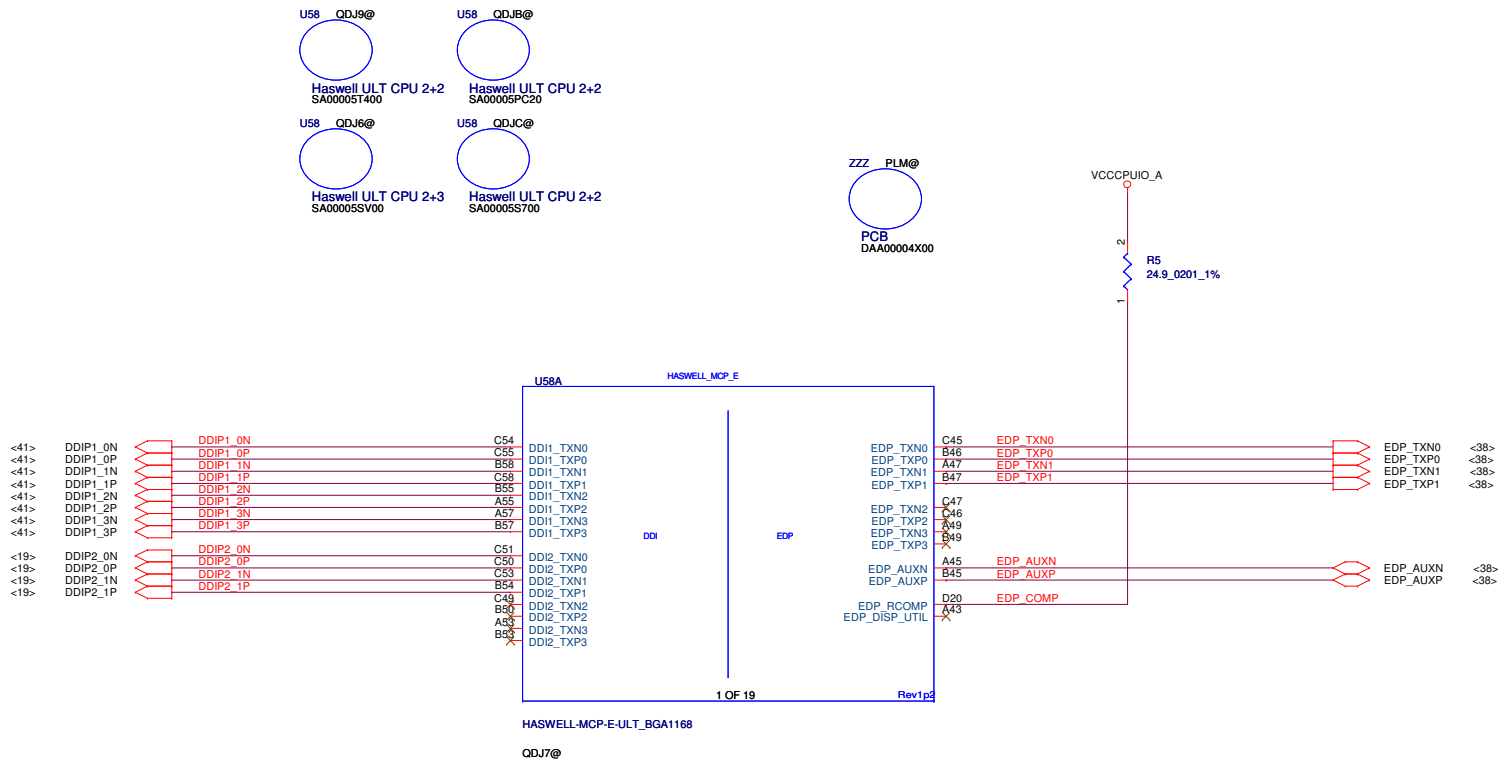 U58 QDJ9@
Haswell ULT CPU 2+2
SA00005T400
U58 QDJB@
Haswell ULT CPU 2+2
SA00005PC20
U58 QDJ6@
Haswell ULT CPU 2+3
SA00005SV00
U58 QDJC@
Haswell ULT CPU 2+2
SA00005S700
ZZZ PLM@
PCB
DAA00004X00
VCCCPUIO_A
2
R5
24.9_0201_1%
1
U58A
HASWELL_MCP_E
<41> DDIP1_0N DDIP1_0N C54 DDI1_TXN0
<41> DDIP1_0P DDIP1_0P C55 DDI1_TXP0
<41> DDIP1_1N DDIP1_1N B58 DDI1_TXN1
<41> DDIP1_1P DDIP1_1P C58 DDI1_TXP1
<41> DDIP1_2N DDIP1_2N B55 DDI1_TXN2
<41> DDIP1_2P DDIP1_2P A55 DDI1_TXP2
<41> DDIP1_3N DDIP1_3N A57 DDI1_TXN3
<41> DDIP1_3P DDIP1_3P B57 DDI1_TXP3
<19> DDIP2_0N DDIP2_0N C51 DDI2_TXN0
<19> DDIP2_0P DDIP2_0P C50 DDI2_TXP0
<19> DDIP2_1N DDIP2_1N C53 DDI2_TXN1
<19> DDIP2_1P DDIP2_1P B54 DDI2_TXP1
C49 DDI2_TXN2
B50 DDI2_TXP2
A53 DDI2_TXN3
B53 DDI2_TXP3
DDI
EDP
EDP_TXN0 C45 EDP_TXN0 EDP_TXN0 <38>
EDP_TXP0 B46 EDP_TXP0 EDP_TXP0 <38>
EDP_TXN1 A47 EDP_TXN1 EDP_TXN1 <38>
EDP_TXP1 B47 EDP_TXP1 EDP_TXP1 <38>
EDP_TXN2 C47
EDP_TXP2 C46
EDP_TXN3 A49
EDP_TXP3 B49
EDP_AUXN A45 EDP_AUXN EDP_AUXN <38>
EDP_AUXP B45 EDP_AUXP EDP_AUXP <38>
EDP_RCOMP D20 EDP_COMP
EDP_DISP_UTIL A43
1 OF 19
Rev1p2
HASWELL-MCP-E-ULT_BGA1168
QDJ7@